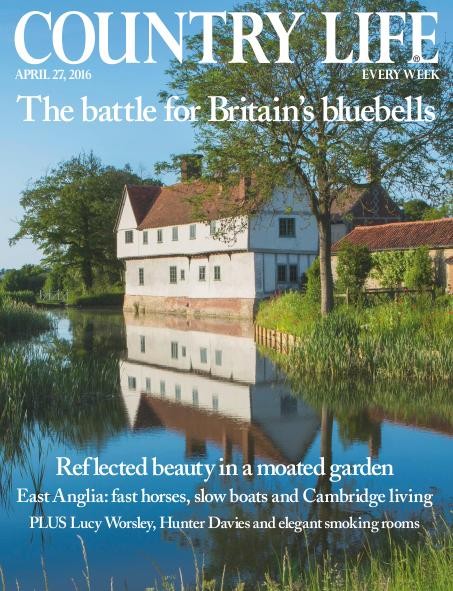 COUNTRY LIFE®
APRIL 27, 2016 EVERY WEEK
The battle for Britain's bluebells
Reflected beauty in a moated garden
East Anglia: fast horses, slow boats and Cambridge living
PLUS Lucy Worsley, Hunter Davies and elegant smoking rooms